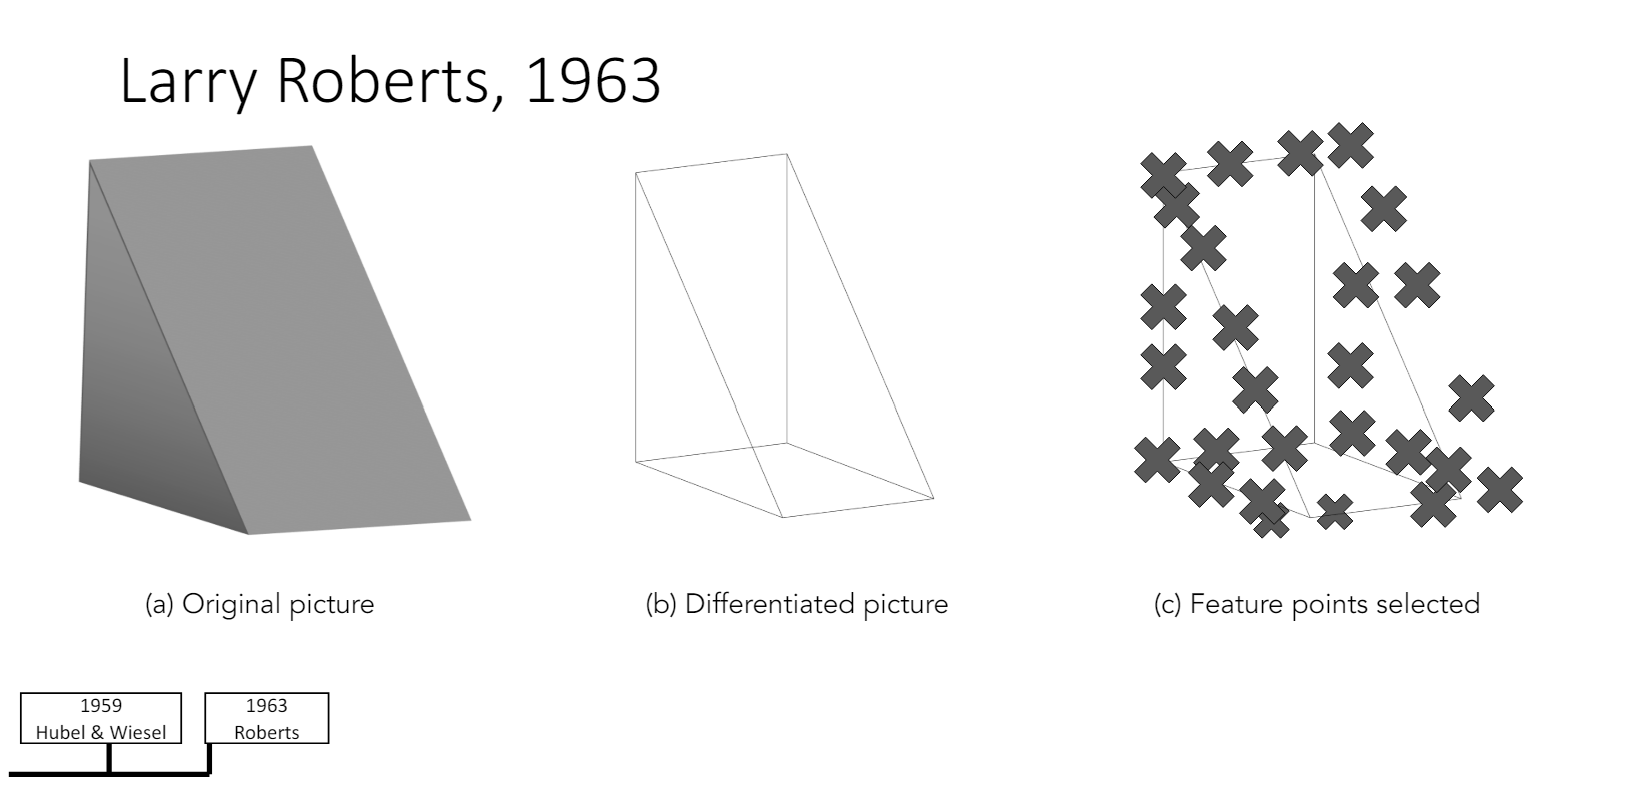 Larry Roberts, 1963
(a) Original picture
(b) Differentiated picture
(c) Feature points selected
1959
Hubel & Wiesel
1963
Roberts